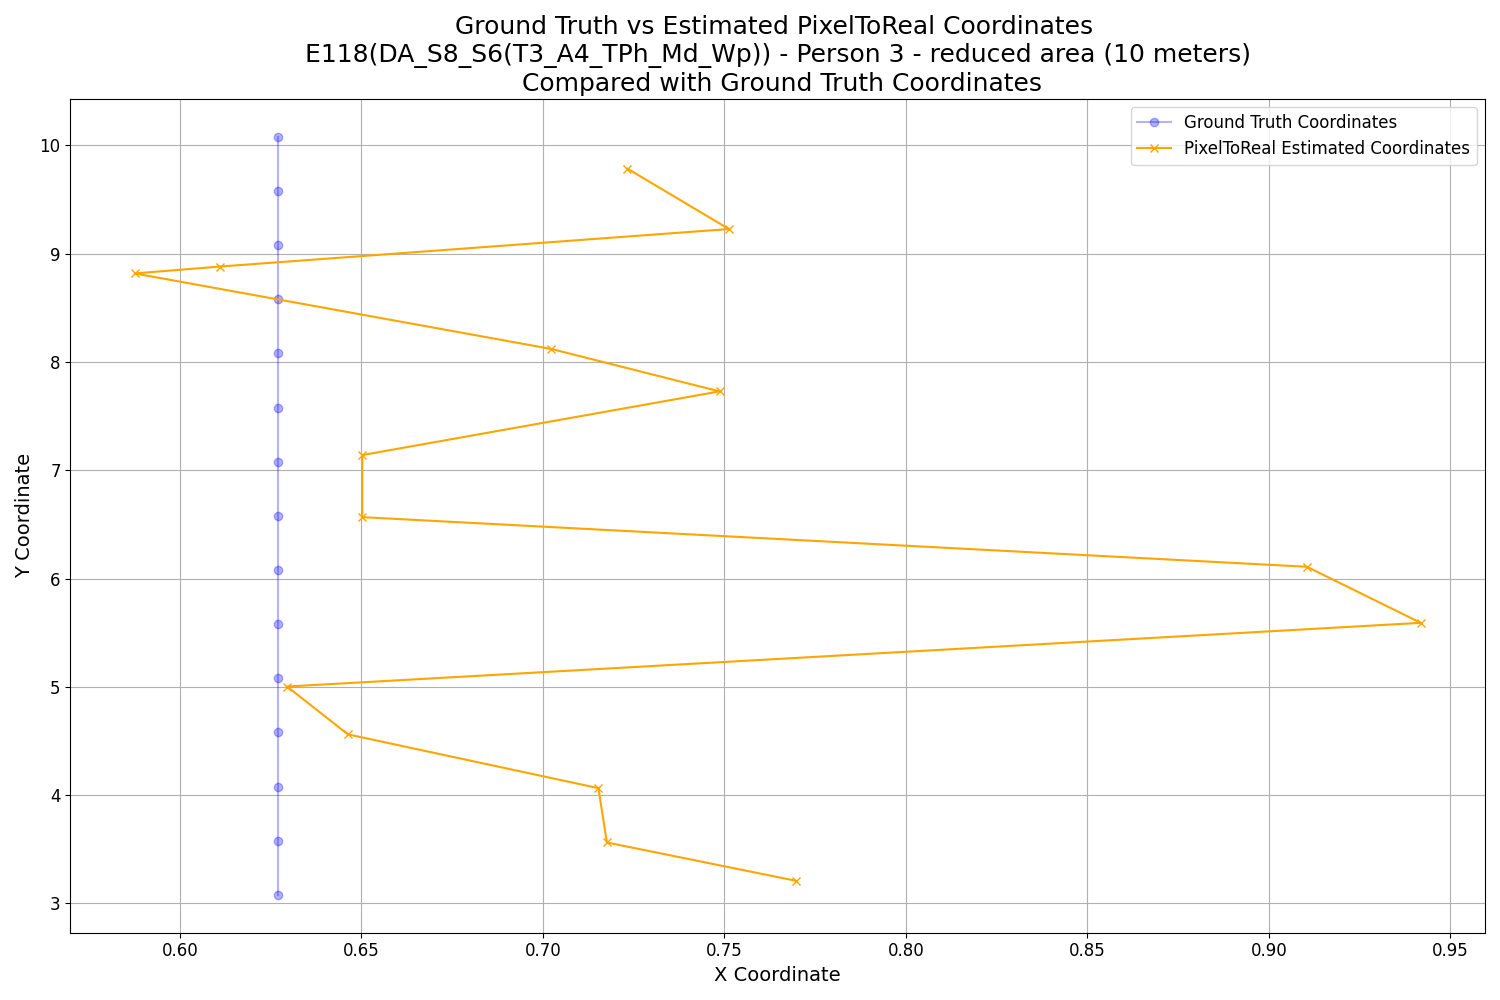 Ground Truth vs Estimated PixelToReal Coordinates
E118(DA_S8_S6(T3_A4_TPh_Md_Wp)) - Person 3 - reduced area (10 meters)
Compared with Ground Truth Coordinates
Ground Truth Coordinates
PixelToReal Estimated Coordinates
Y Coordinate
10
9
8
7
6
5
4
3
0.60 0.65 0.70 0.75 0.80 0.85 0.90 0.95
X Coordinate